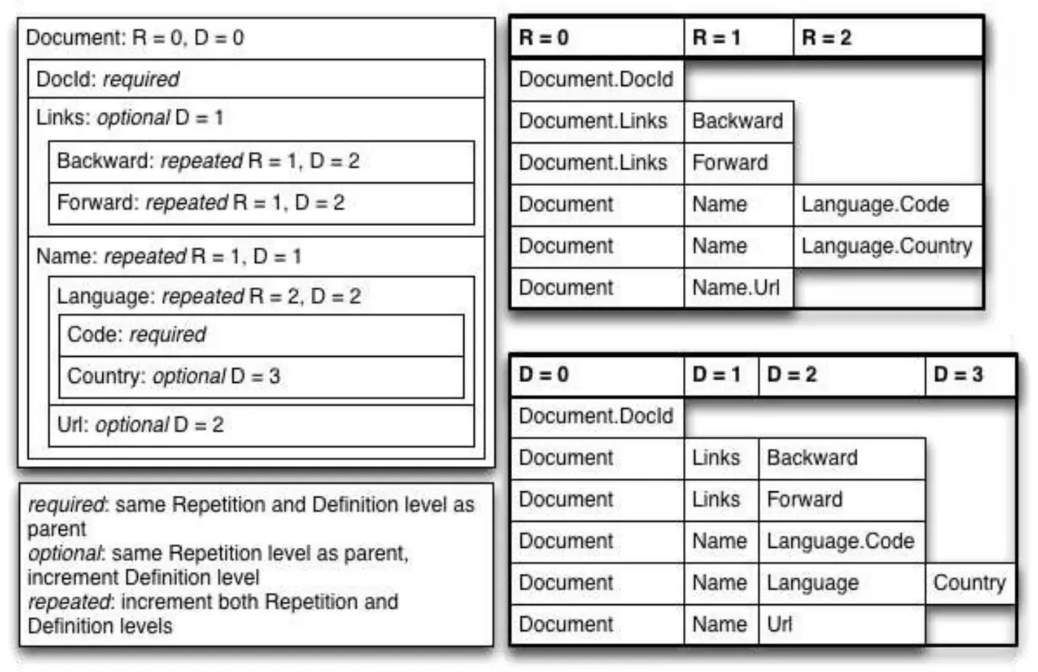 Document: R = 0, D = 0
DocId: required
Links: optional D = 1
Backward: repeated R = 1, D = 2
Forward: repeated R = 1, D = 2
Name: repeated R = 1, D = 1
Language: repeated R = 2, D = 2
Code: required
Country: optional D = 3
Url: optional D = 2
required: same Repetition and Definition level as
parent
optional: same Repetition level as parent,
increment Definition level
repeated: increment both Repetition and
Definition levels
R = 0 R = 1 R = 2
Document.DocId
Document.Links Backward
Document.Links Forward
Document Name Language.Code
Document Name Language.Country
Document Name.Url
D = 0 D = 1 D = 2 D = 3
Document.DocId
Document Links Backward
Document Links Forward
Document Name Language.Code
Document Name Language Country
Document Name Url